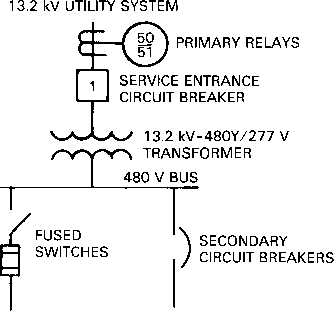 13.2 kV UTILITY SYSTEM
50
51
PRIMARY RELAYS
1
SERVICE ENTRANCE
CIRCUIT BREAKER
13.2 kV-480Y/277 V
TRANSFORMER
480 V BUS
FUSED
SWITCHES
SECONDARY
CIRCUIT BREAKERS